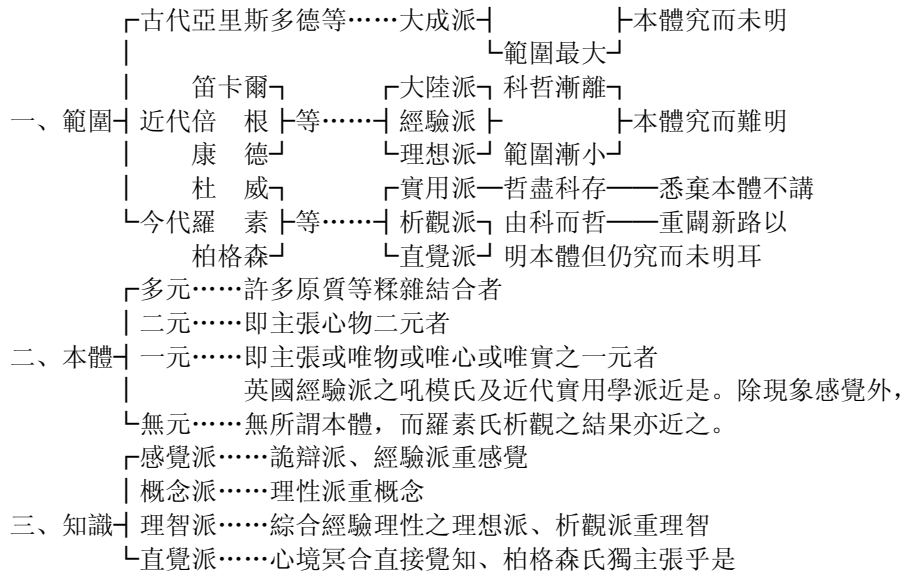 ┌古代亞里斯多德等……大成派┤　　　├本體究而未明
│　　　　　　　　　　　　　└範圍最大┘
│　　笛卡爾┐　　　┌大陸派┐科哲漸離┐
一、範圍┤近代倍　根├等……┤經驗派├　　　　├本體究而難明
│　　康　德┘　　　└理想派┘範圍漸小┘
│　　杜　威┐　　　┌實用派—哲盡科存——悉棄本體不講
└今代羅　素├等……┤析觀派┐由科而哲——重闢新路以
柏格森┘　　　└直覺派┘明本體但仍究而未明耳
┌多元……許多原質等糅雜結合者
│二元……即主張心物二元者
二、本體┤一元……即主張或唯物或唯心或唯實之一元者
│　　　　英國經驗派之吼模氏及近代實用學派近是。除現象感覺外，
└無元……無所謂本體，而羅素氏析觀之結果亦近之。
┌感覺派……詭辯派、經驗派重感覺
│概念派……理性派重概念
三、知識┤理智派……綜合經驗理性之理想派、析觀派重理智
└直覺派……心境冥合直接覺知、柏格森氏獨主張乎是